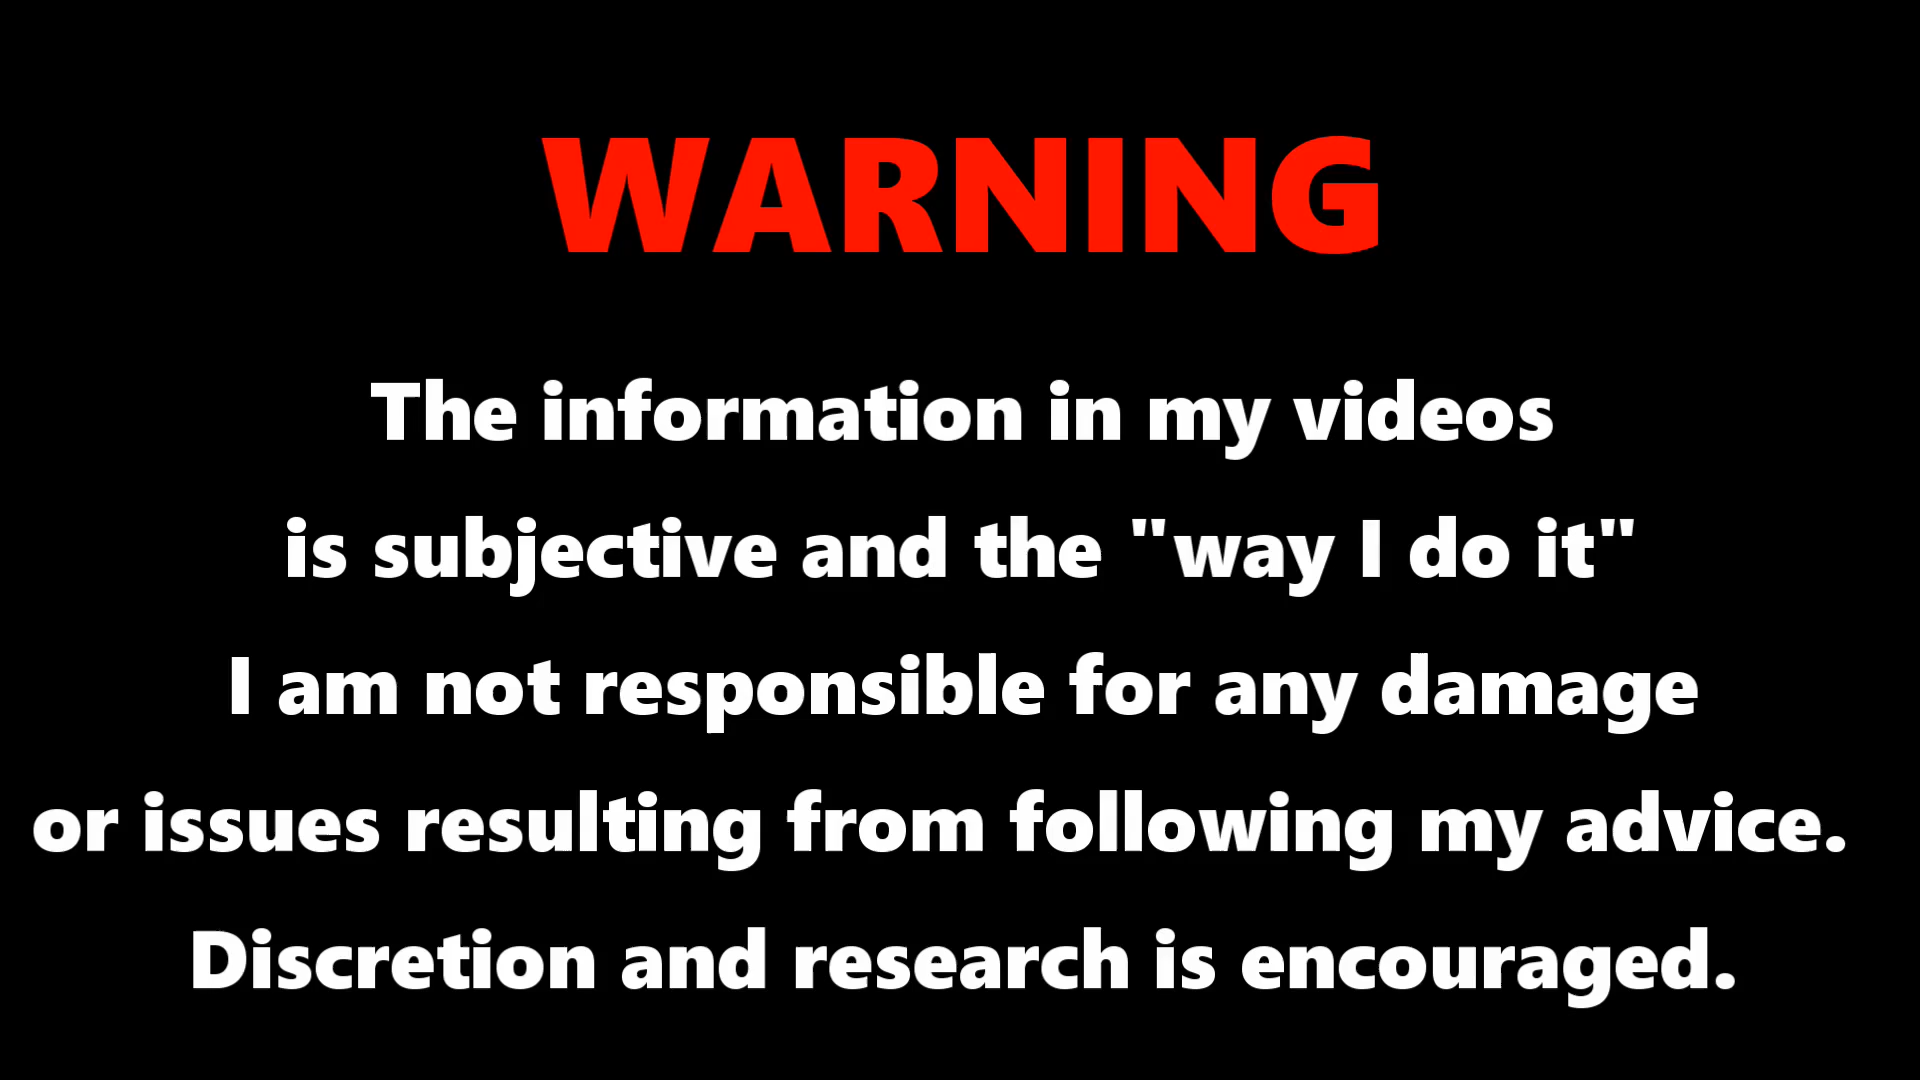 WARNING
The information in my videos
is subjective and the "way I do it"
I am not responsible for any damage
or issues resulting from following my advice.
Discretion and research is encouraged.